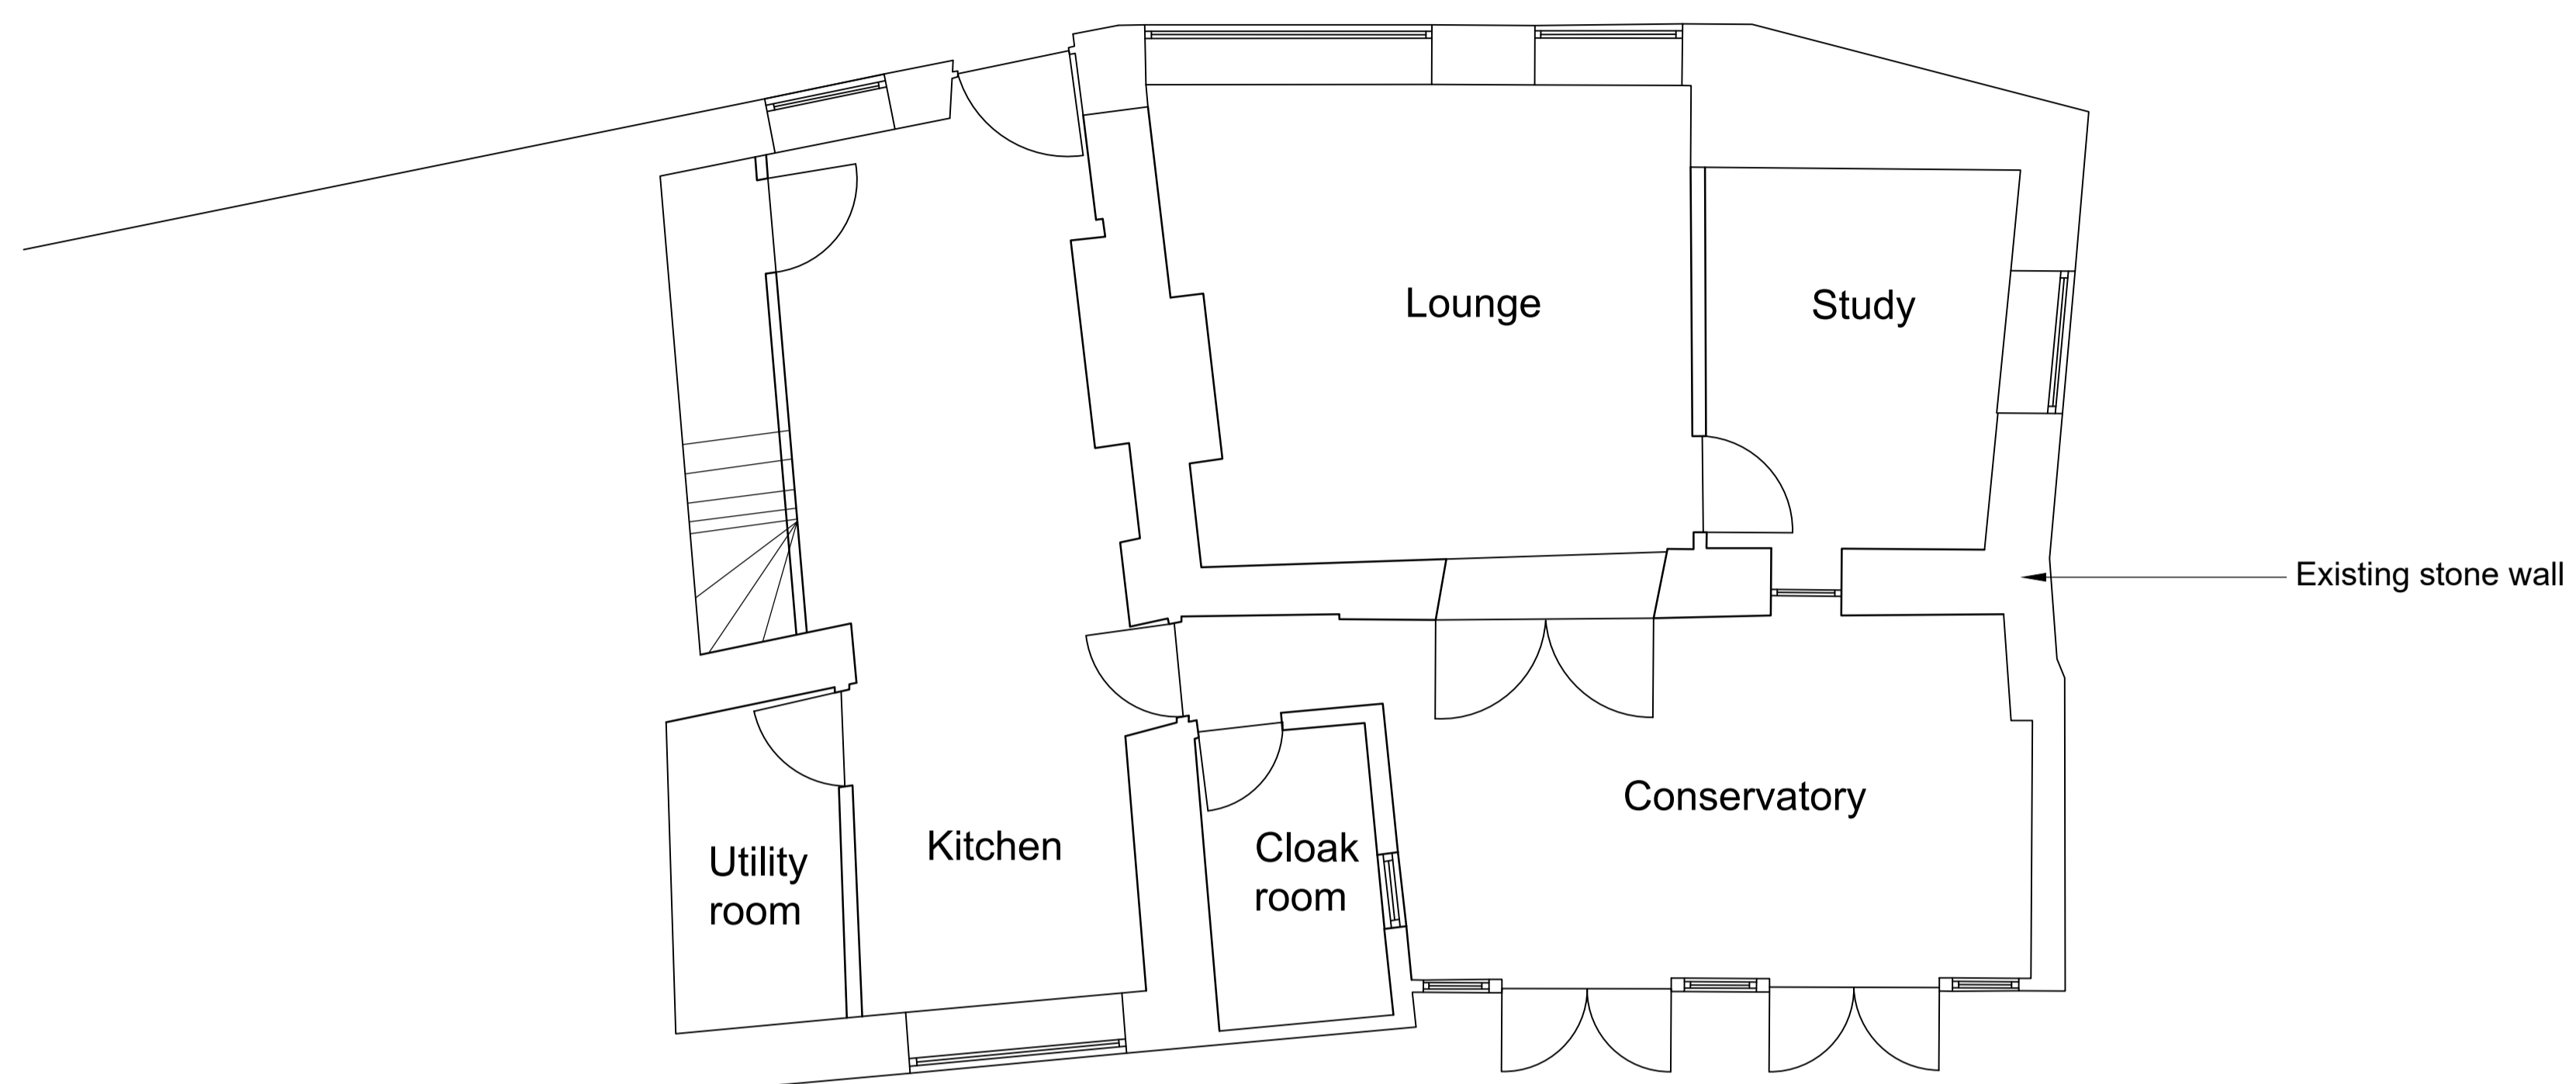 Lounge
Study
Existing stone wall
Conservatory
Kitchen
Cloak
room
Utility
room